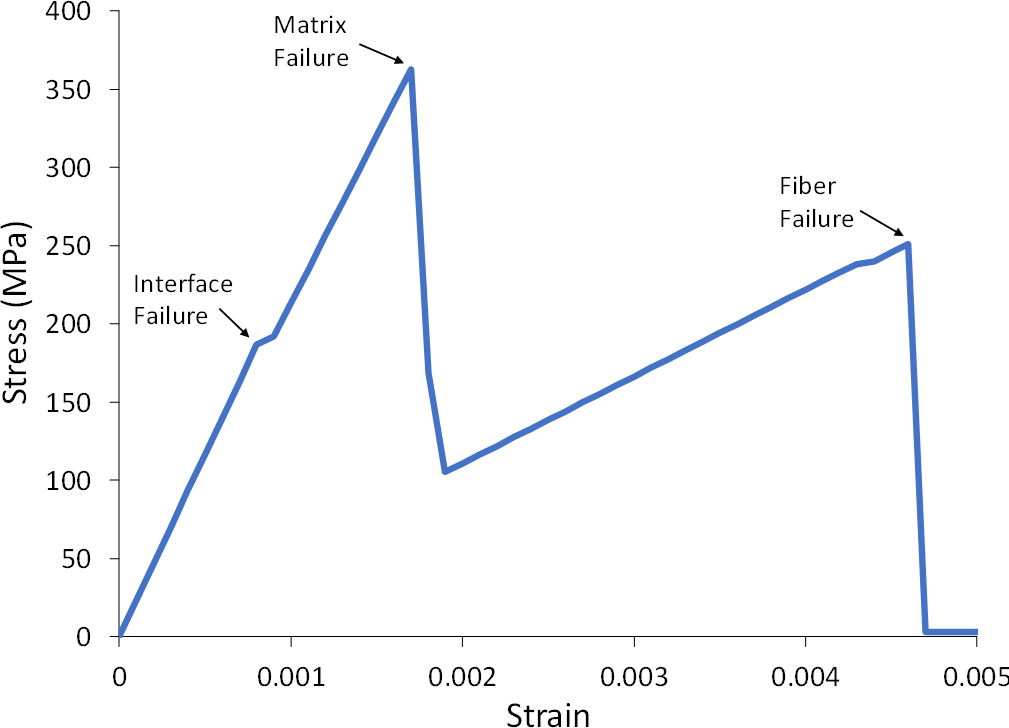 400
Matrix
Failure
350
300
Fiber
Failure
250
Interface
Failure
200
150
100
50
0
Stress (MPa)
0 0.001 0.002 0.003 0.004 0.005
Strain